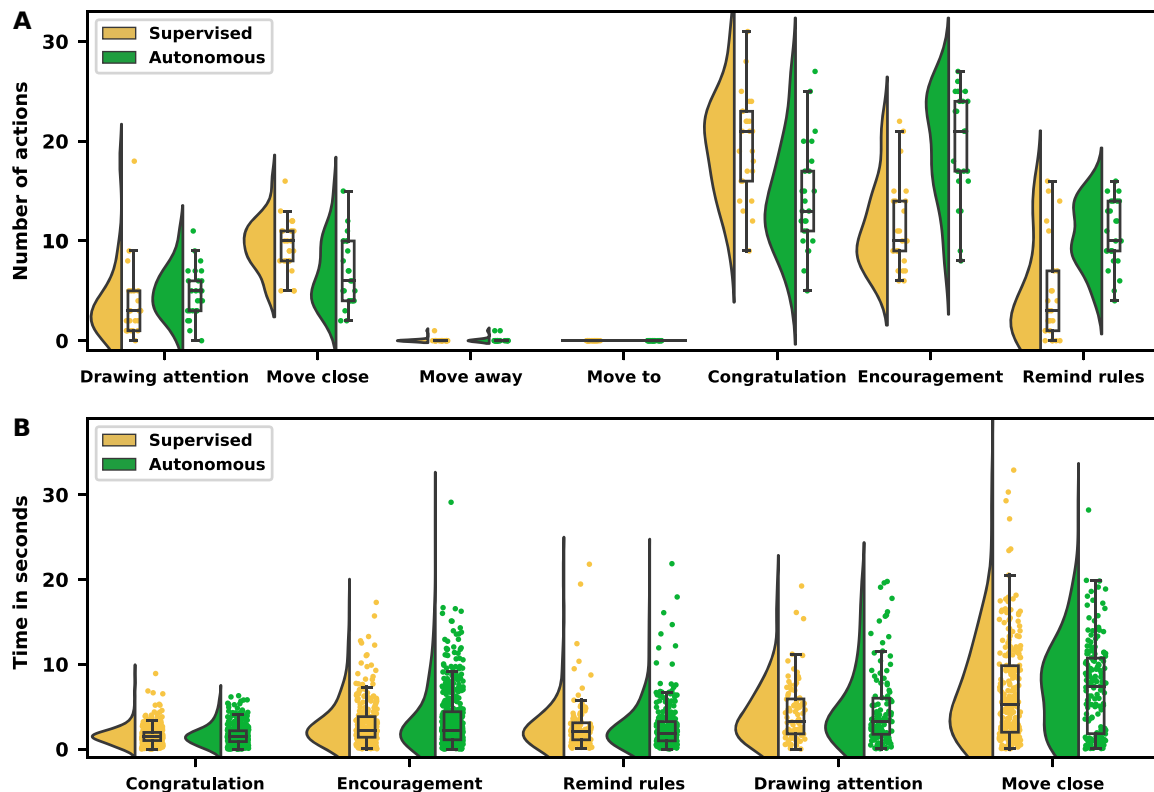 A
Supervised
Autonomous
Number of actions
30
20
10
0
Drawing attention Move close Move away Move to Congratulation Encouragement Remind rules
B
Supervised
Autonomous
Time in seconds
30
20
10
0
Congratulation Encouragement Remind rules Drawing attention Move close